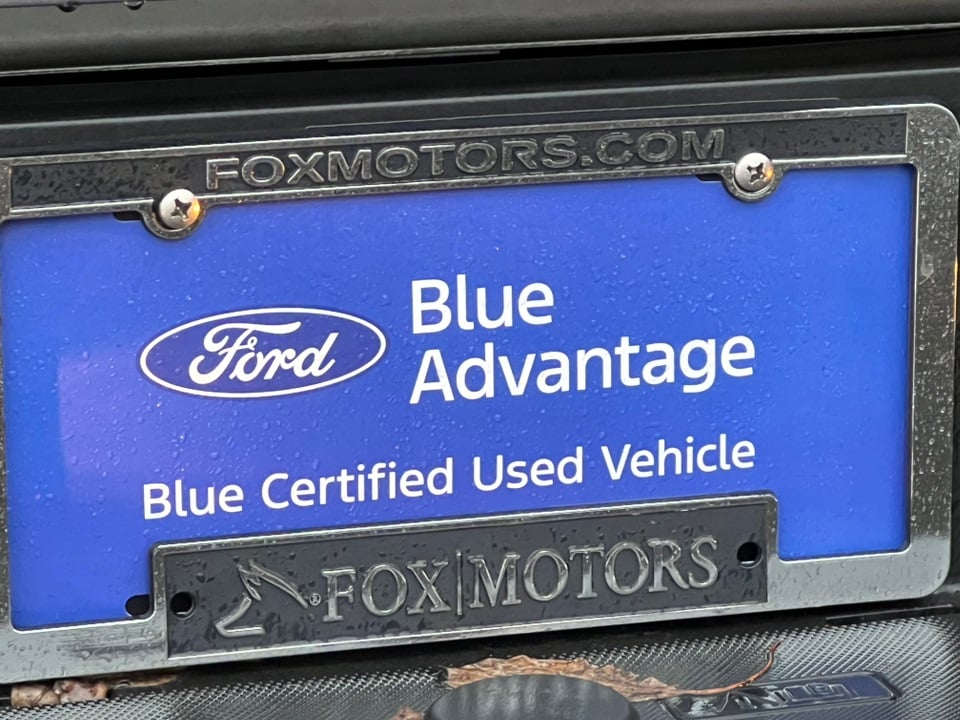 FOXMOTORS.COM
Ford
Blue
Advantage
Blue Certified Used Vehicle
® FOX|MOTORS